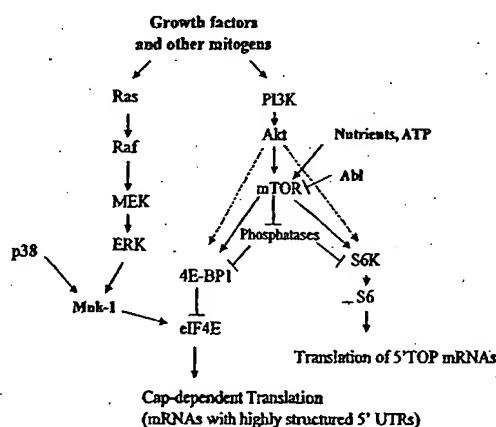 Growth factors
and other mitogens
Ras
PI3K
Raf
Akt
Nutrients, ATP
MEK
mTOR
Abl
ERK
Phosphatases
p38
4E-BP1
S6K
Mnk-1
eIF4E
S6
Translation of 5'TOP mRNAs
Cap-dependent Translation
(mRNAs with highly structured 5' UTRs)